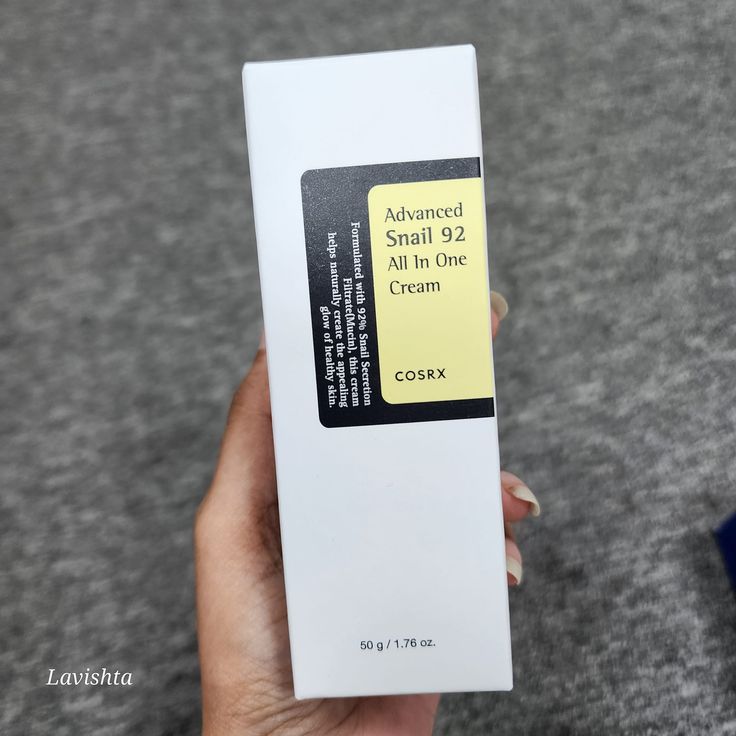 Advanced
Snail 92
All In One
Cream
COSRX
Formulated with 92% Snail Secretion
Filtrate(Mucin), this cream
helps naturally create the appealing
glow of healthy skin.
50 g / 1.76 oz.
Lavishta